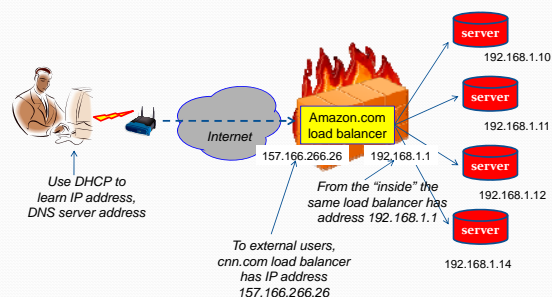 server
192.168.1.10
server
192.168.1.11
Amazon.com
load balancer
Internet
157.166.266.26
192.168.1.1
server
192.168.1.12
Use DHCP to
learn IP address,
DNS server address
From the “inside” the
same load balancer has
address 192.168.1.1
server
192.168.1.14
To external users,
cnn.com load balancer
has IP address
157.166.266.26